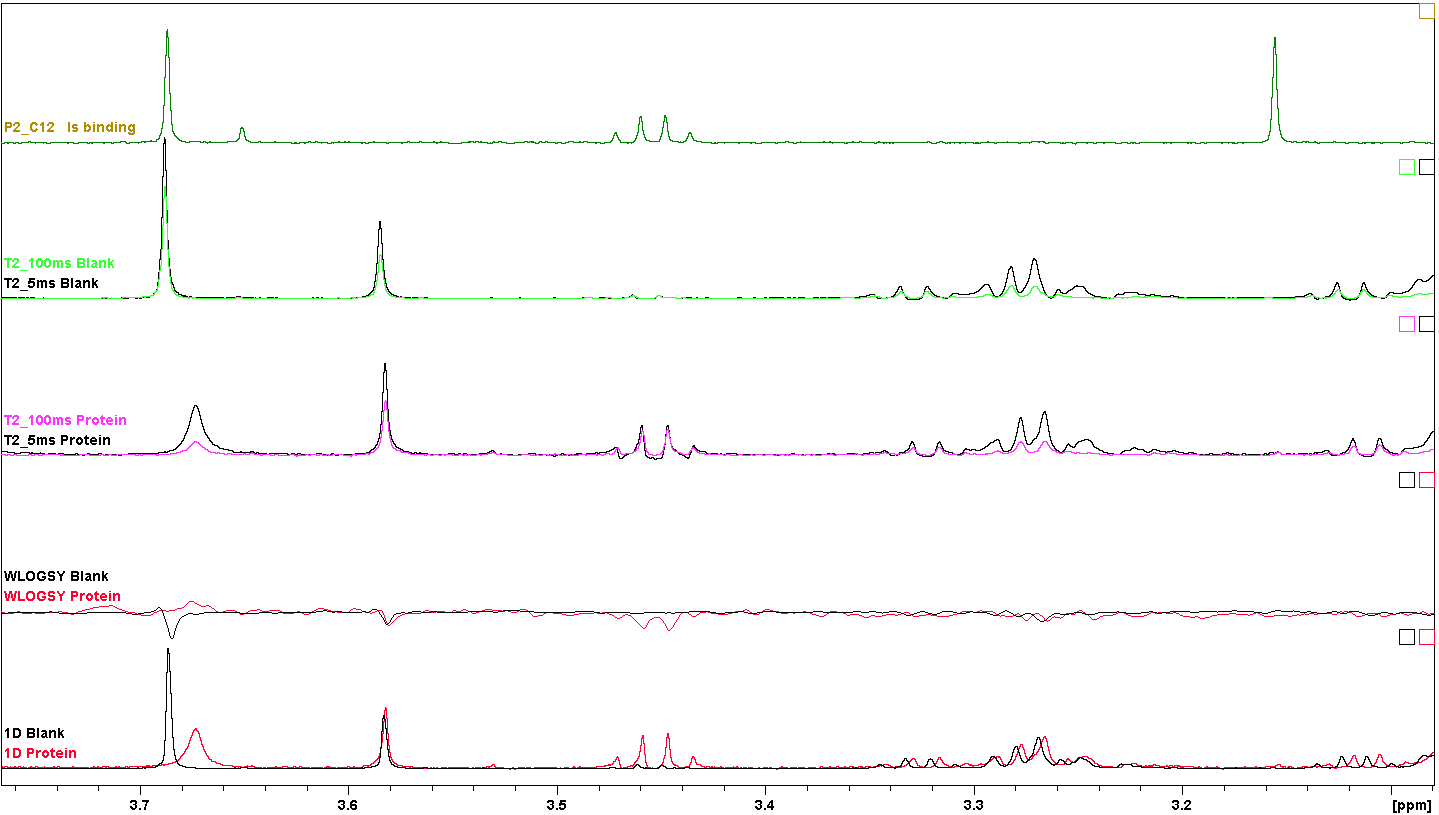 P2_C12 Is binding
T2_100ms Blank
T2_5ms Blank
T2_100ms Protein
T2_5ms Protein
WLOGSY Blank
WLOGSY Protein
1D Blank
1D Protein
3.7 3.6 3.5 3.4 3.3 3.2 [ppm]